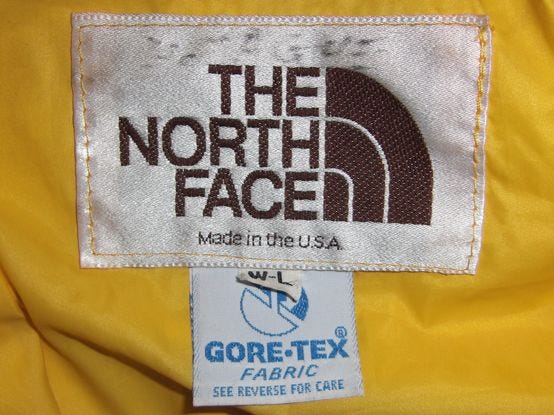 THE
NORTH
FACE
Made in the U.S.A.
W-L
GORE-TEX®
FABRIC
SEE REVERSE FOR CARE